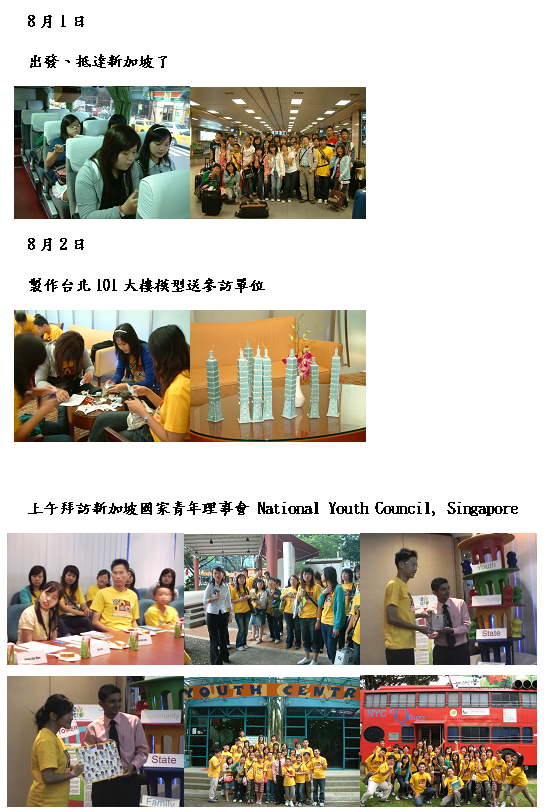 8月1日
出發、抵達新加坡了
8月2日
製作台北101大樓模型送參訪單位
上午拜訪新加坡國家青年理事會 National Youth Council, Singapore
Youth
State
Community
State
Family
YOUTH CENTR
NYC